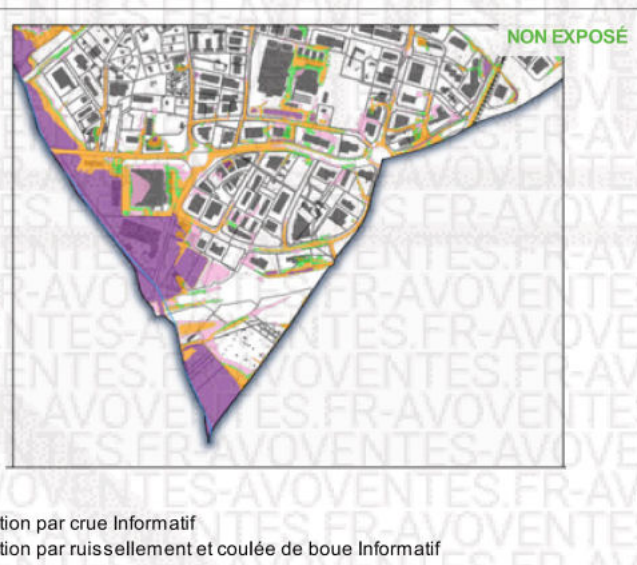 NON EXPOSÉ
tion par crue Informatif
tion par ruissellement et coulée de boue Informatif